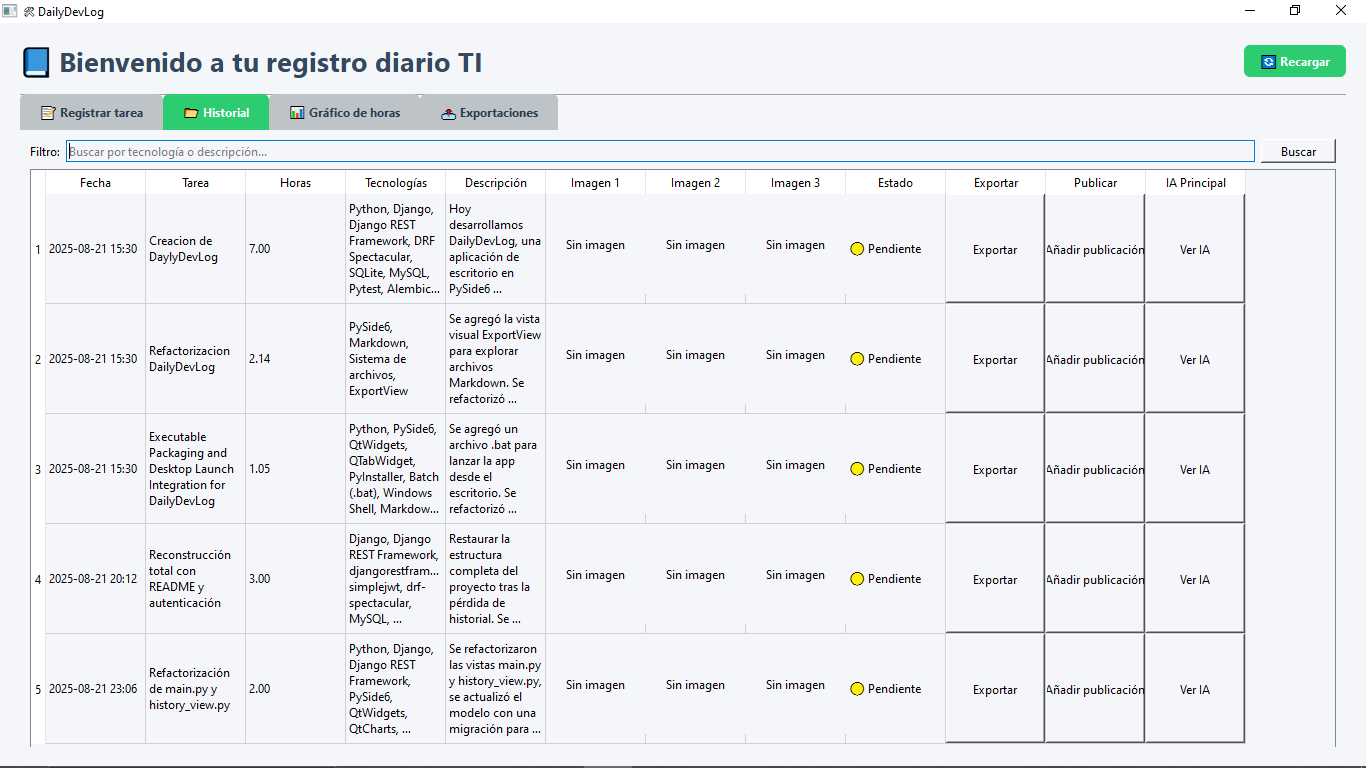 DailyDevLog
Bienvenido a tu registro diario TI
Recargar
Registrar tarea
Historial
Gráfico de horas
Exportaciones
Filtro:
Buscar por tecnología o descripción...
Buscar
Fecha
Tarea
Horas
Tecnologías
Descripción
Imagen 1
Imagen 2
Imagen 3
Estado
Exportar
Publicar
IA Principal
1
2025-08-21 15:30
Creacion de
DaylyDevLog
7.00
Python, Django,
Django REST
Framework, DRF
Spectacular,
SQLite, MySQL,
Pytest, Alembic...
Hoy
desarrollamos
DailyDevLog, una
aplicación de
escritorio en
PySide6 ...
Sin imagen
Sin imagen
Sin imagen
Pendiente
Exportar
Añadir publicación
Ver IA
2
2025-08-21 15:30
Refactorizacion
DailyDevLog
2.14
PySide6,
Markdown,
Sistema de
archivos,
ExportView
Se agregó la vista
visual ExportView
para explorar
archivos
Markdown. Se
refactorizó ...
Sin imagen
Sin imagen
Sin imagen
Pendiente
Exportar
Añadir publicación
Ver IA
3
2025-08-21 15:30
Executable
Packaging and
Desktop Launch
Integration for
DailyDevLog
1.05
Python, PySide6,
QtWidgets,
QTabWidget,
PyInstaller, Batch
(.bat), Windows
Shell, Markdow...
Se agregó un
archivo .bat para
lanzar la app
desde el
escritorio. Se
refactorizó ...
Sin imagen
Sin imagen
Sin imagen
Pendiente
Exportar
Añadir publicación
Ver IA
4
2025-08-21 20:12
Reconstrucción
total con
README y
autenticación
3.00
Django, Django
REST Framework,
djangorestfram...
simplejwt, drf-
spectacular,
MySQL, ...
Restaurar la
estructura
completa del
proyecto tras la
pérdida de
historial. Se ...
Sin imagen
Sin imagen
Sin imagen
Pendiente
Exportar
Añadir publicación
Ver IA
5
2025-08-21 23:06
Refactorización
de main.py y
history_view.py
2.00
Python, Django,
Django REST
Framework,
PySide6,
QtWidgets,
QtCharts, ...
Se refactorizaron
las vistas main.py
y history_view.py,
se actualizó el
modelo con una
migración para ...
Sin imagen
Sin imagen
Sin imagen
Pendiente
Exportar
Añadir publicación
Ver IA